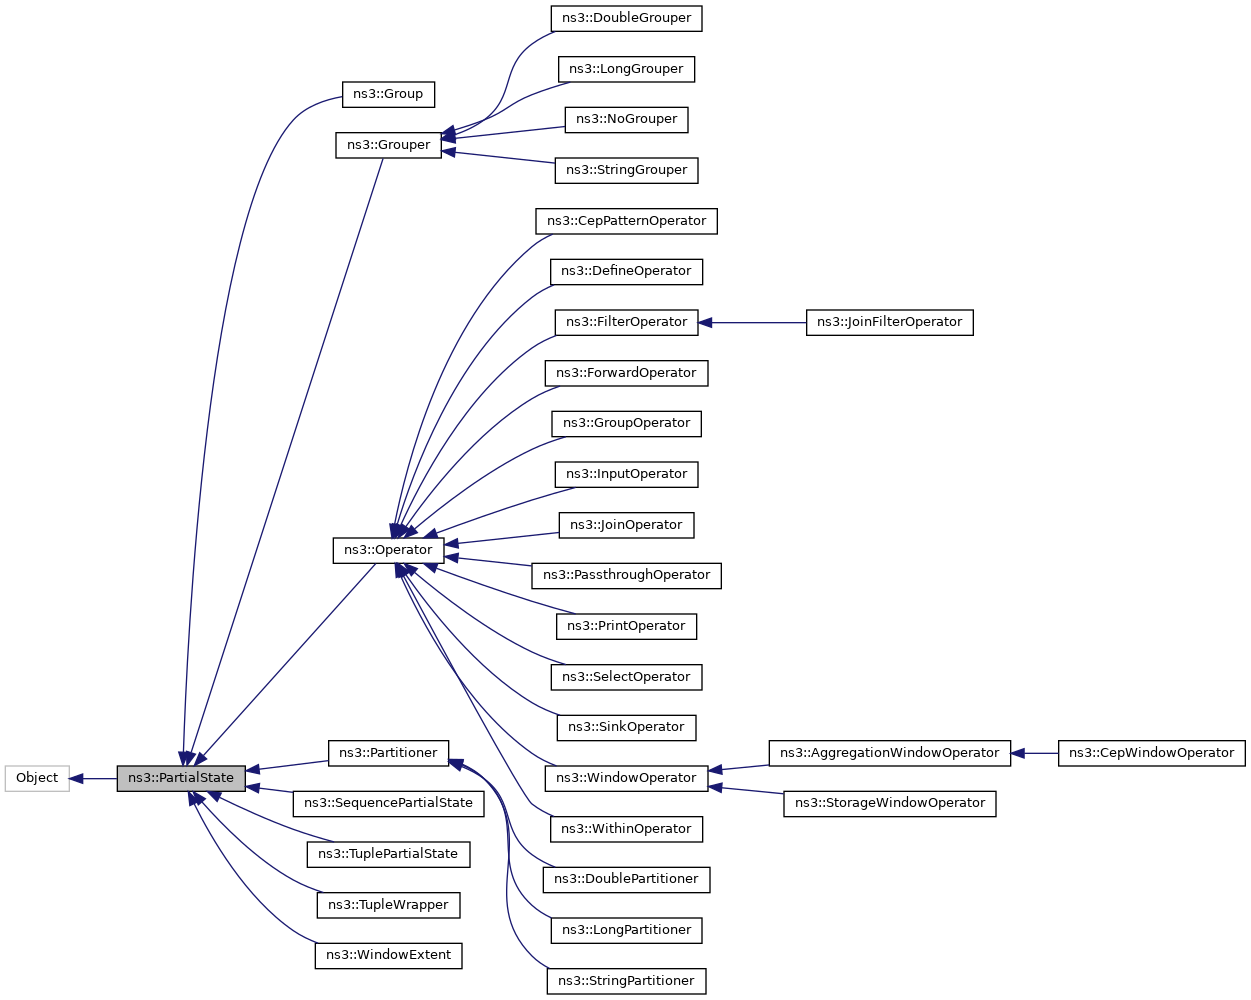 ns3::DoubleGrouper
ns3::LongGrouper
ns3::Group
ns3::NoGrouper
ns3::Grouper
ns3::StringGrouper
ns3::CepPatternOperator
ns3::DefineOperator
ns3::FilterOperator
ns3::JoinFilterOperator
ns3::ForwardOperator
ns3::GroupOperator
ns3::InputOperator
ns3::JoinOperator
ns3::Operator
ns3::PassthroughOperator
ns3::PrintOperator
ns3::SelectOperator
ns3::SinkOperator
ns3::Partitioner
ns3::AggregationWindowOperator
ns3::CepWindowOperator
Object
ns3::PartialState
ns3::WindowOperator
ns3::SequencePartialState
ns3::StorageWindowOperator
ns3::WithinOperator
ns3::TuplePartialState
ns3::DoublePartitioner
ns3::TupleWrapper
ns3::LongPartitioner
ns3::WindowExtent
ns3::StringPartitioner